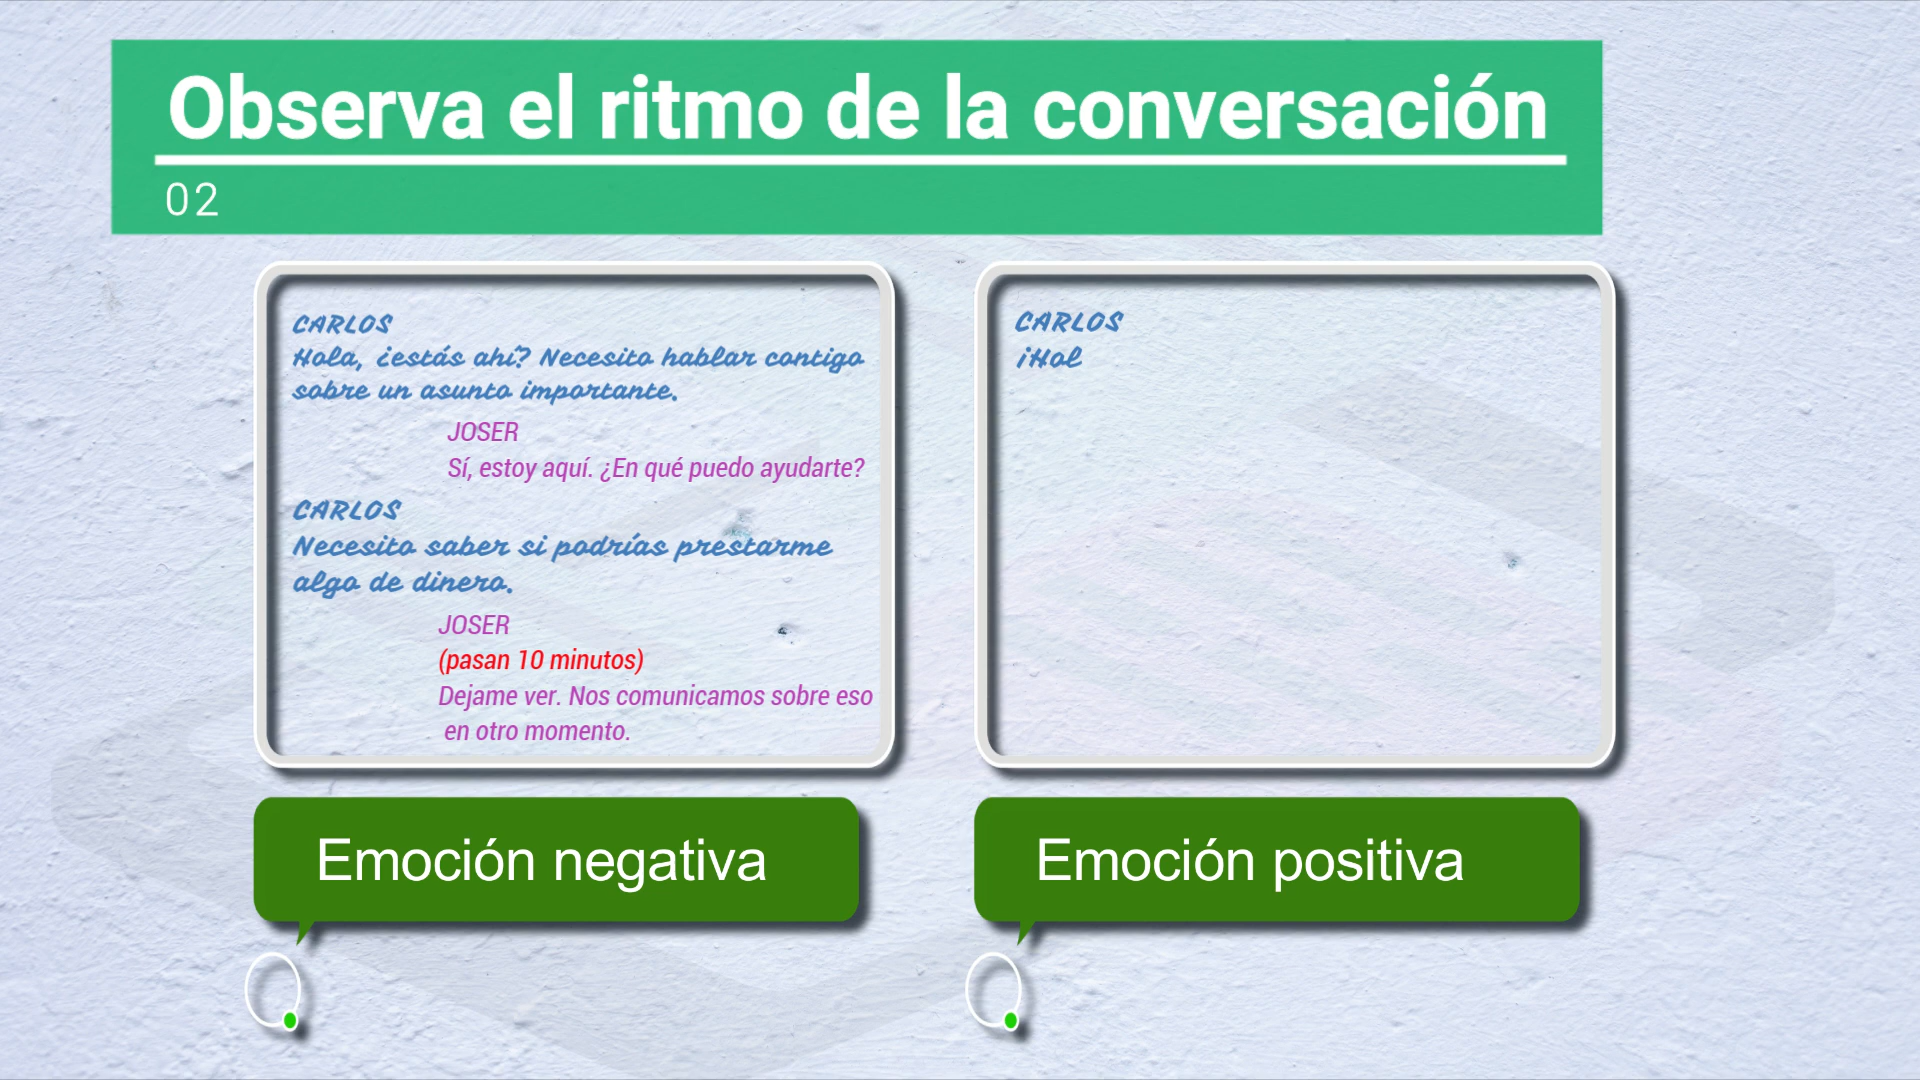 Observa el ritmo de la conversación
02
CARLOS
Hola, ¿estás ahí? Necesito hablar contigo
sobre un asunto importante.
JOSER
Sí, estoy aquí. ¿En qué puedo ayudarte?
CARLOS
Necesito saber si podrías prestarme
algo de dinero.
JOSER
(pasan 10 minutos)
Dejame ver. Nos comunicamos sobre eso
en otro momento.
Emoción negativa
CARLOS
¡Hol
Emoción positiva